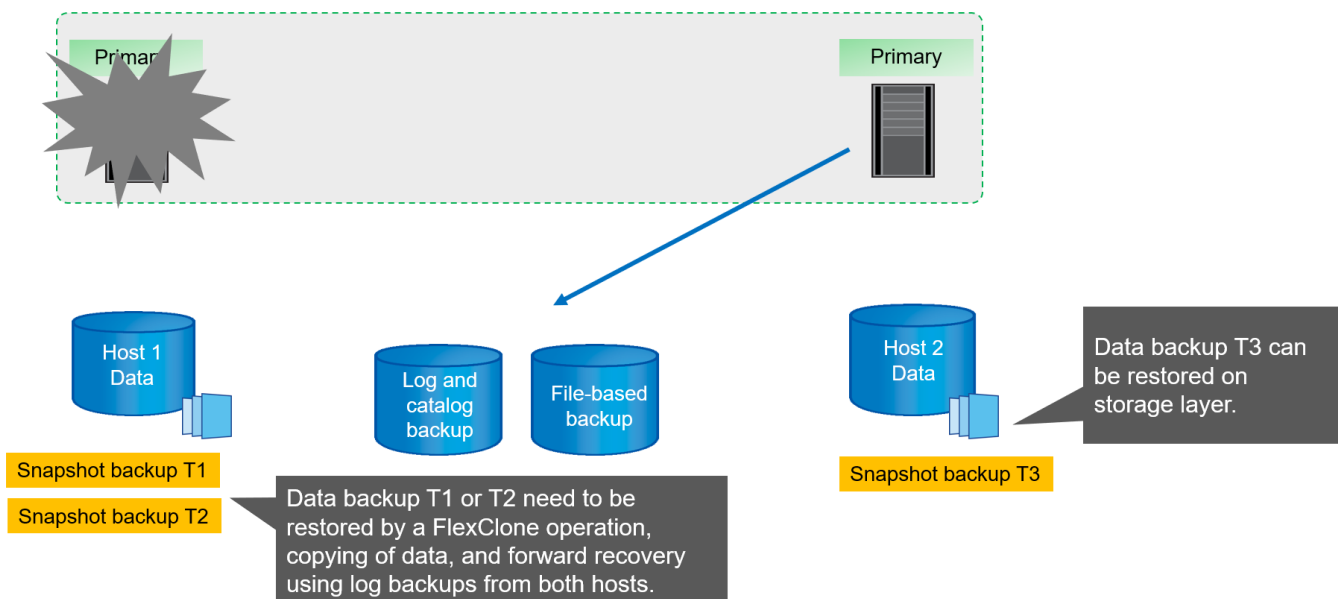 Primary
Primary
Host 1
Data
Log and
catalog
backup
File-based
backup
Host 2
Data
Data backup T3 can
be restored on
storage layer.
Snapshot backup T1
Snapshot backup T2
Snapshot backup T3
Data backup T1 or T2 need to be
restored by a FlexClone operation,
copying of data, and forward recovery
using log backups from both hosts.